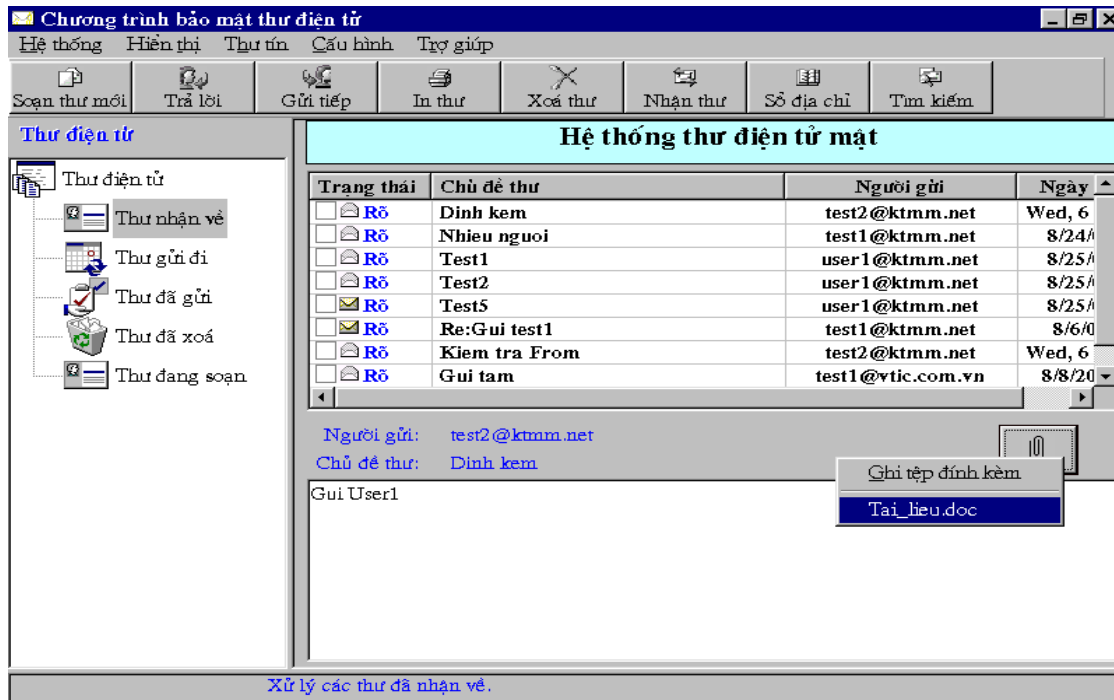 Chương trình bảo mật thư điện tử
Hệ thống Hiển thị Thư tín Cấu hình Trợ giúp
Soạn thư mới Trả lời Gửi tiếp In thư Xoá thư Nhận thư Sổ địa chỉ Tìm kiếm
Thư điện tử
Hệ thống thư điện tử mật
Thư điện tử
Thư nhận về
Thư gửi đi
Thư đã gửi
Thư đã xoá
Thư đang soạn
Trạng thái Chủ đề thư Người gửi Ngày
Rõ Dinh kem test2@ktmm.net Wed, 6
Rõ Nhieu nguoi test1@ktmm.net 8/24/
Rõ Test1 user1@ktmm.net 8/25/
Rõ Test2 user1@ktmm.net 8/25/
Rõ Test5 user1@ktmm.net 8/25/
Rõ Re:Gui test1 test1@ktmm.net 8/6/0
Rõ Kiem tra From test2@ktmm.net Wed, 6
Rõ Gui tam test1@vtic.com.vn 8/8/20
Người gửi: test2@ktmm.net
Chủ đề thư: Dinh kem
Ghi tệp đính kèm
Tai_lieu.doc
Gui User1
Xử lý các thư đã nhận về.